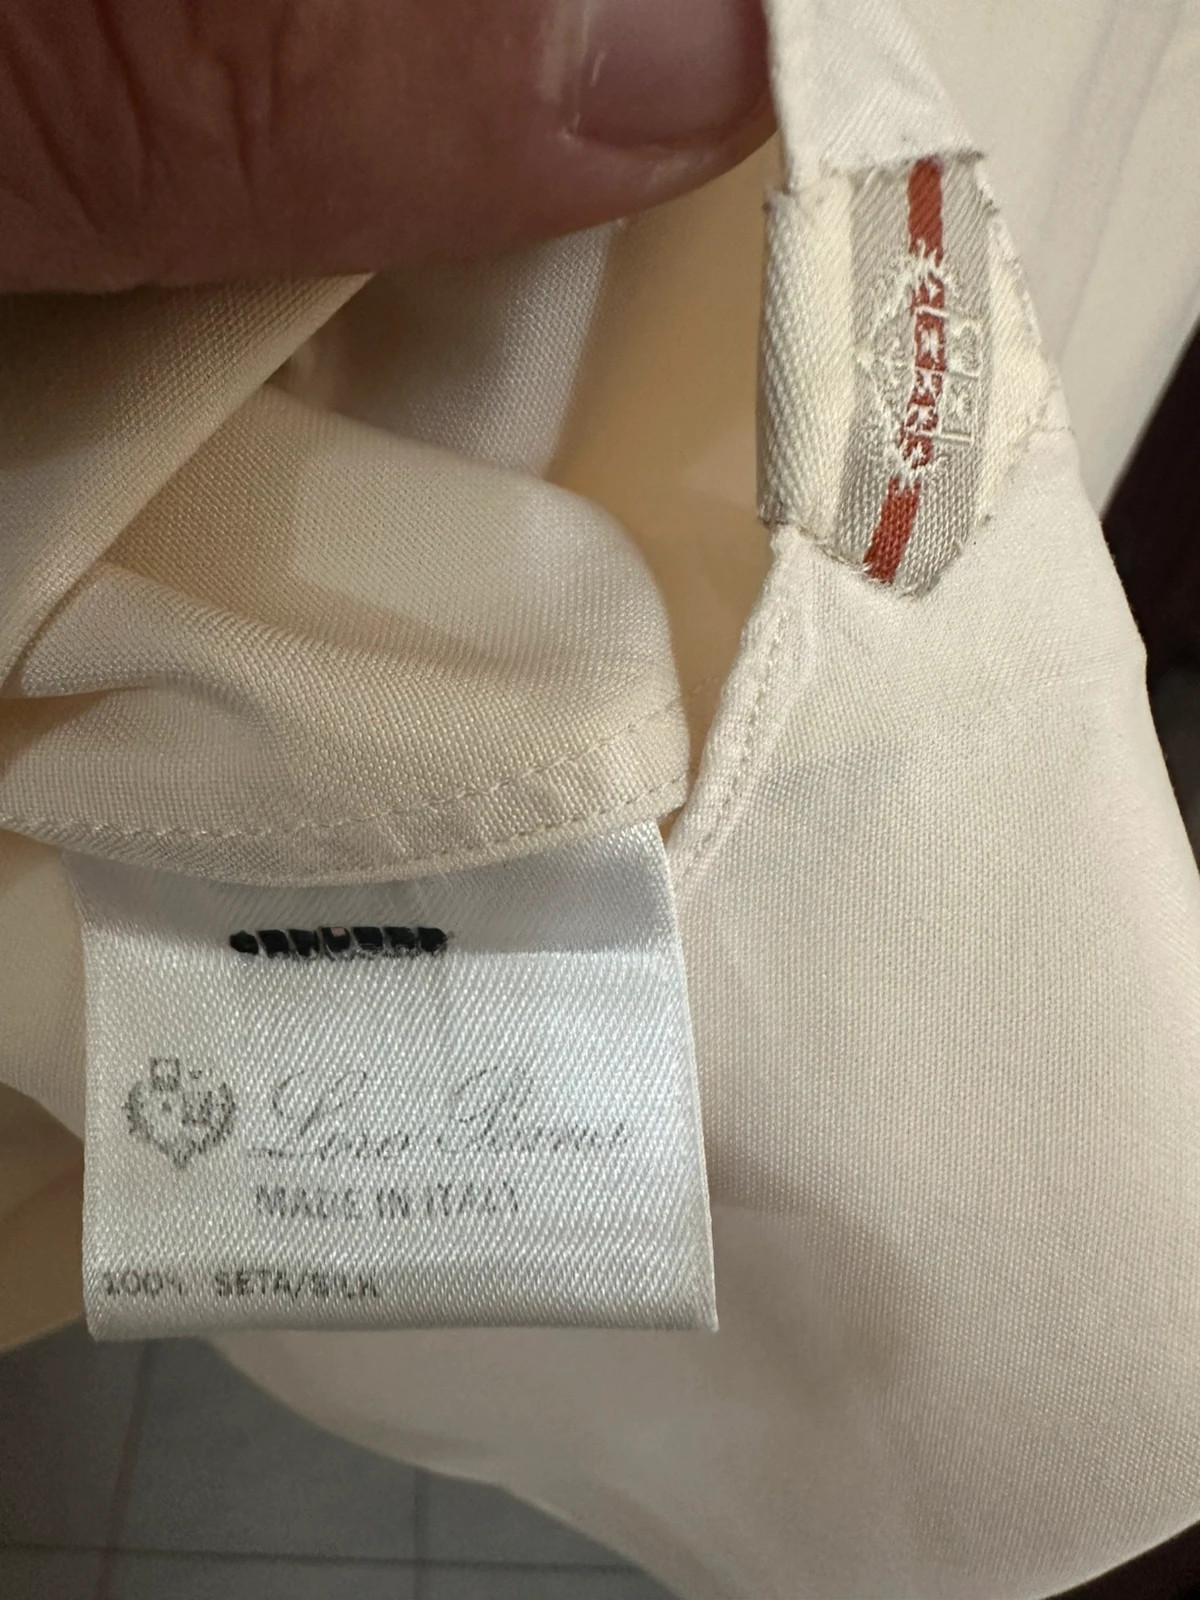 Loro Piana
MADE IN ITALY
100% SETA/SILK